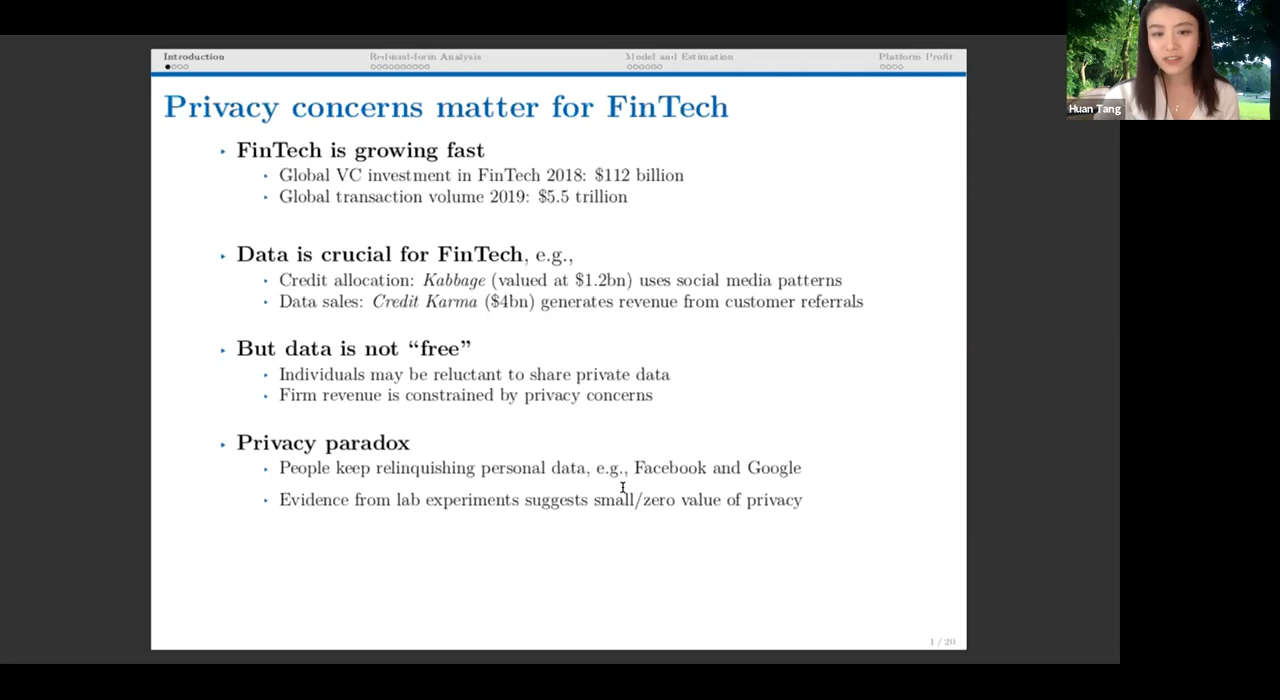 Introduction
Reduced-form Analysis
Model and Estimation
Platform Profit
Huan Tang
Privacy concerns matter for FinTech
FinTech is growing fast
Global VC investment in FinTech 2018: $112 billion
Global transaction volume 2019: $5.5 trillion
Data is crucial for FinTech, e.g.,
Credit allocation: Kabbage (valued at $1.2bn) uses social media patterns
Data sales: Credit Karma ($4bn) generates revenue from customer referrals
But data is not “free”
Individuals may be reluctant to share private data
Firm revenue is constrained by privacy concerns
Privacy paradox
People keep relinquishing personal data, e.g., Facebook and Google
Evidence from lab experiments suggests small/zero value of privacy
1 / 20